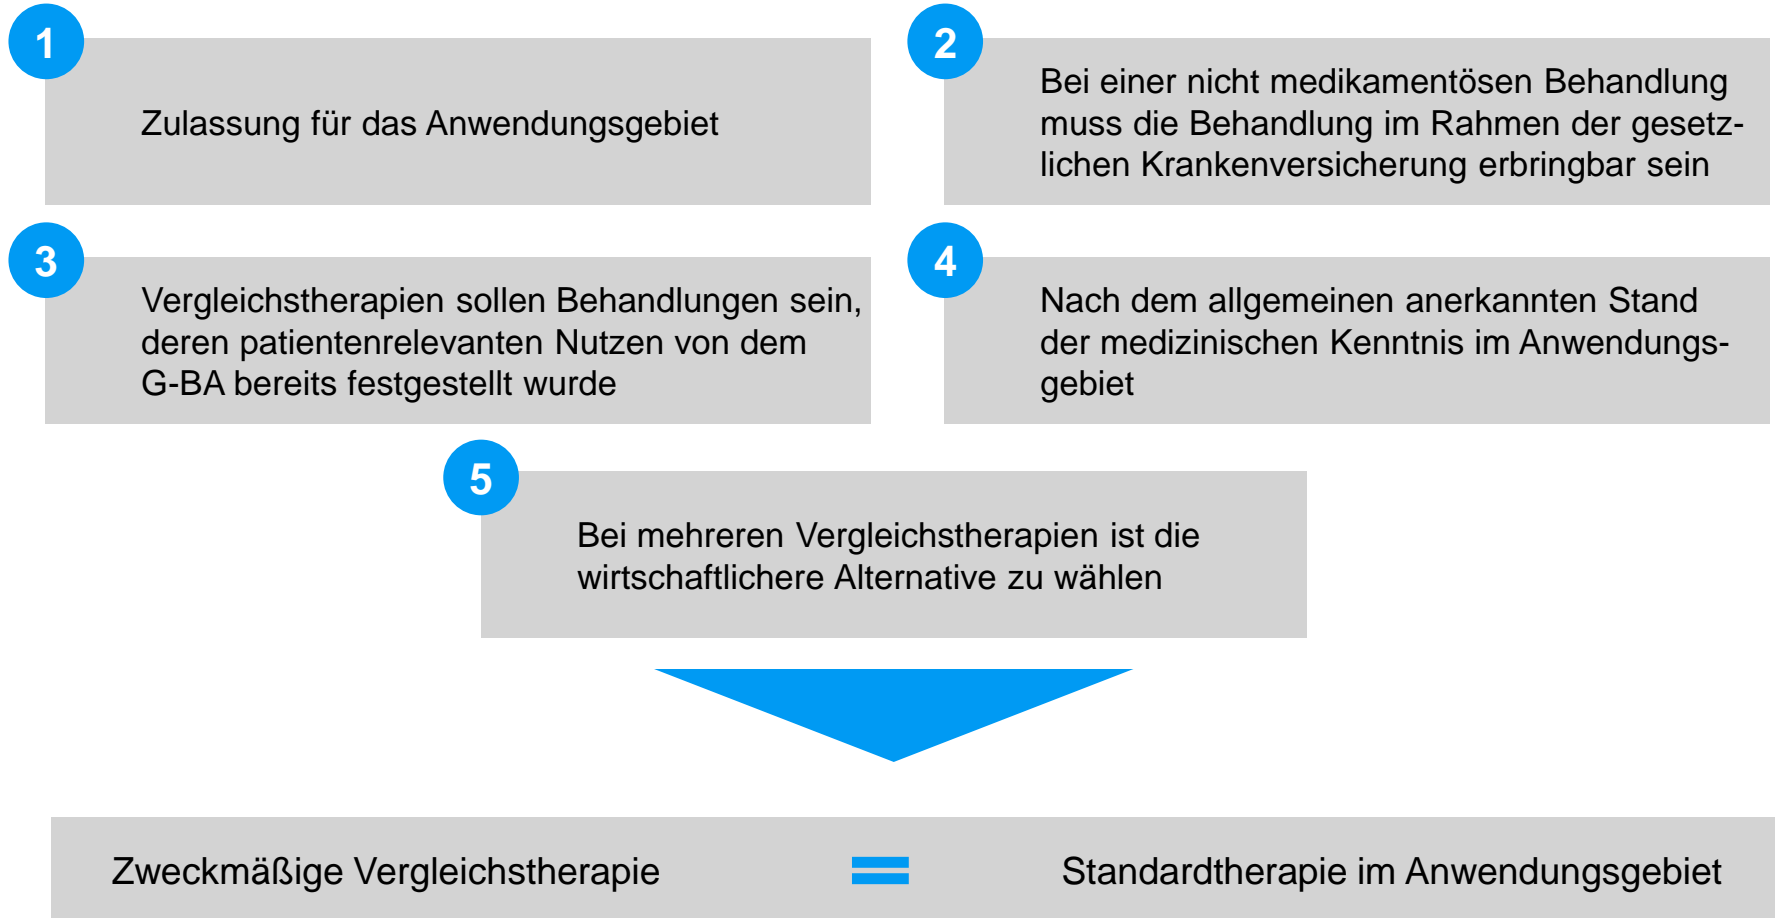 1
Zulassung für das Anwendungsgebiet
2
Bei einer nicht medikamentösen Behandlung
muss die Behandlung im Rahmen der gesetz-
lichen Krankenversicherung erbringbar sein
3
Vergleichstherapien sollen Behandlungen sein,
deren patientenrelevanten Nutzen von dem
G-BA bereits festgestellt wurde
4
Nach dem allgemeinen anerkannten Stand
der medizinischen Kenntnis im Anwendungs-
gebiet
5
Bei mehreren Vergleichstherapien ist die
wirtschaftlichere Alternative zu wählen
Zweckmäßige Vergleichstherapie = Standardtherapie im Anwendungsgebiet